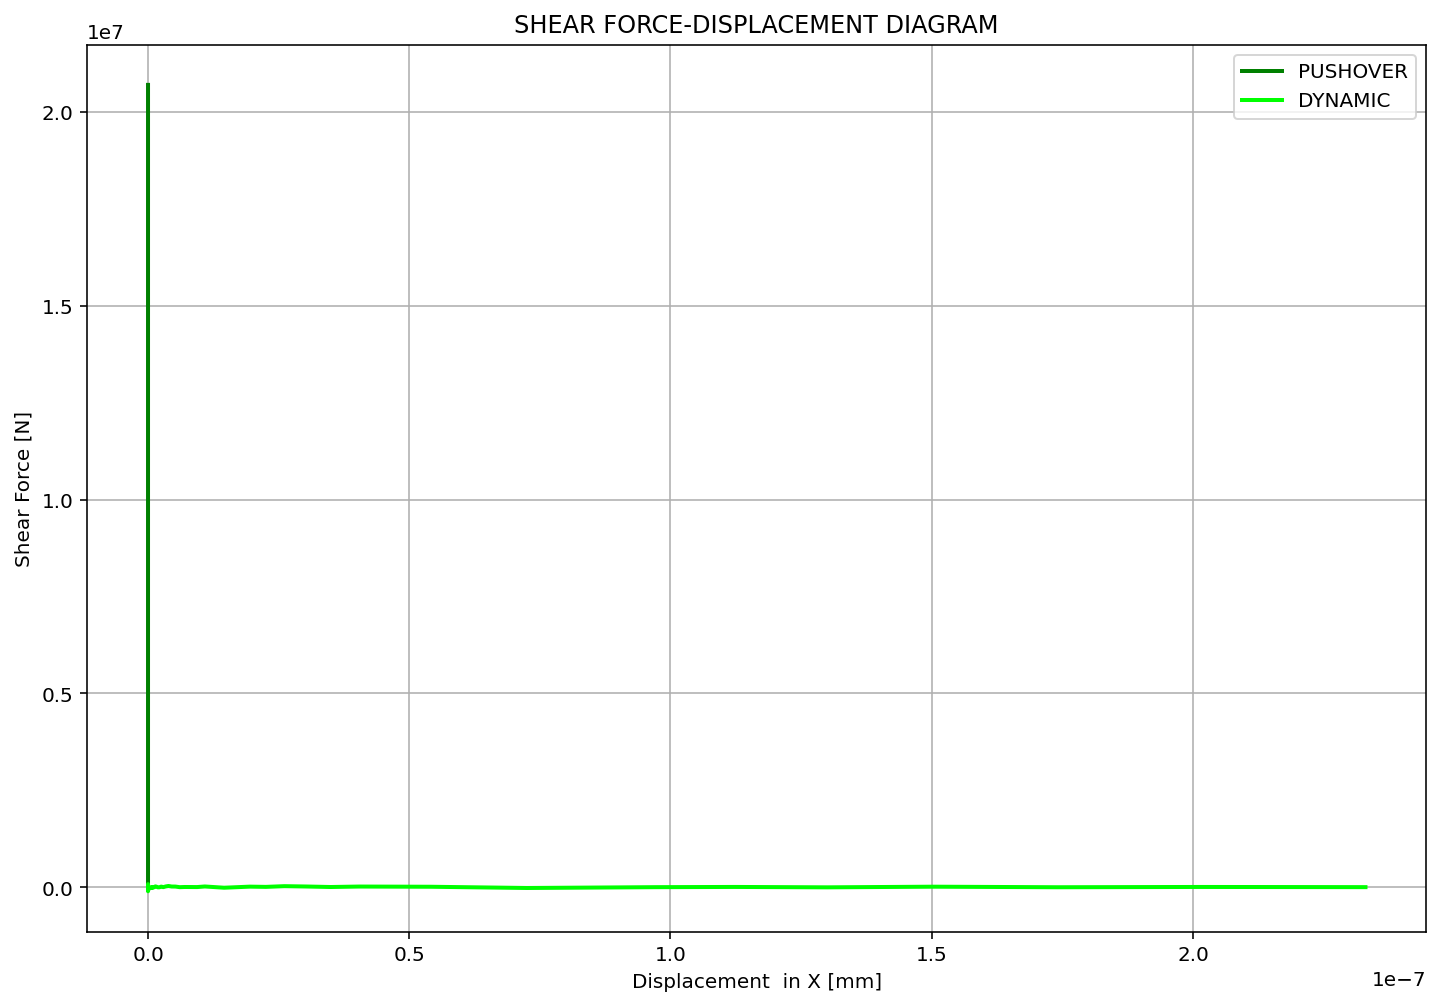 SHEAR FORCE-DISPLACEMENT DIAGRAM
1e7
PUSHOVER
DYNAMIC
2.0
1.5
1.0
0.5
0.0
Shear Force [N]
0.0 0.5 1.0 1.5 2.0
Displacement  in X [mm]
1e−7